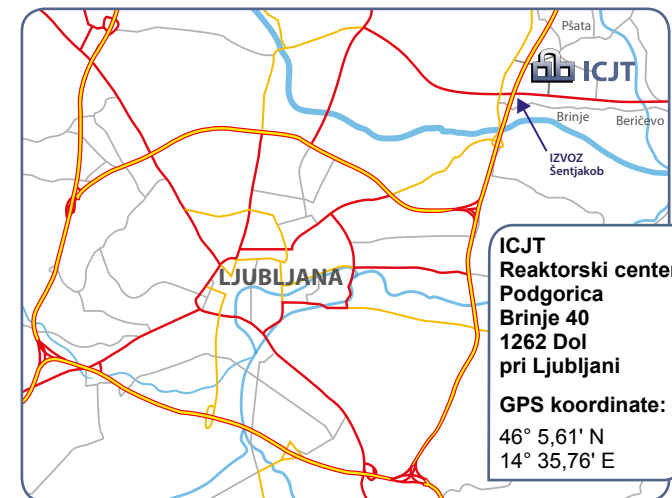 Pšata
ICJT
Brinje
Beričevo
IZVOZ
Šentjakob
LJUBLJANA
ICJT
Reaktorski center
Podgorica
Brinje 40
1262 Dol
pri Ljubljani
GPS koordinate:
46° 5,61' N
14° 35,76' E